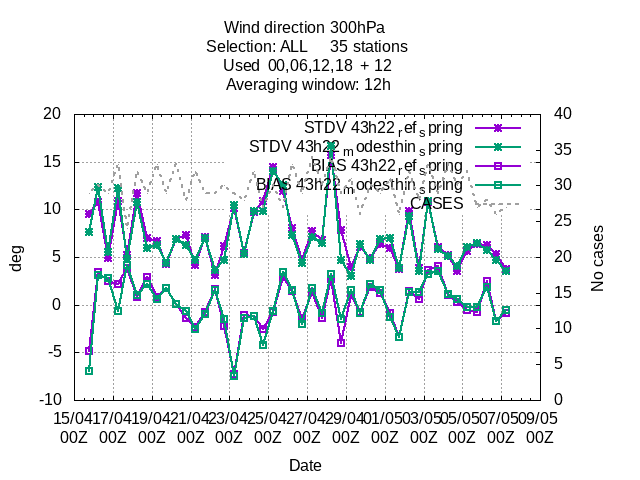 Wind direction 300hPa
Selection: ALL 35 stations
Used 00,06,12,18 + 12
Averaging window: 12h
20
15
10
5
0
-5
-10
deg
40
35
30
25
20
15
10
5
0
No cases
STDV 43h22_ref_spring
STDV 43h22_modesthin_spring
BIAS 43h22_ref_spring
BIAS 43h22_modesthin_spring
CASES
15/04 17/04 19/04 21/04 23/04 25/04 27/04 29/04 01/05 03/05 05/05 07/05 09/05
00Z 00Z 00Z 00Z 00Z 00Z 00Z 00Z 00Z 00Z 00Z 00Z 00Z
Date